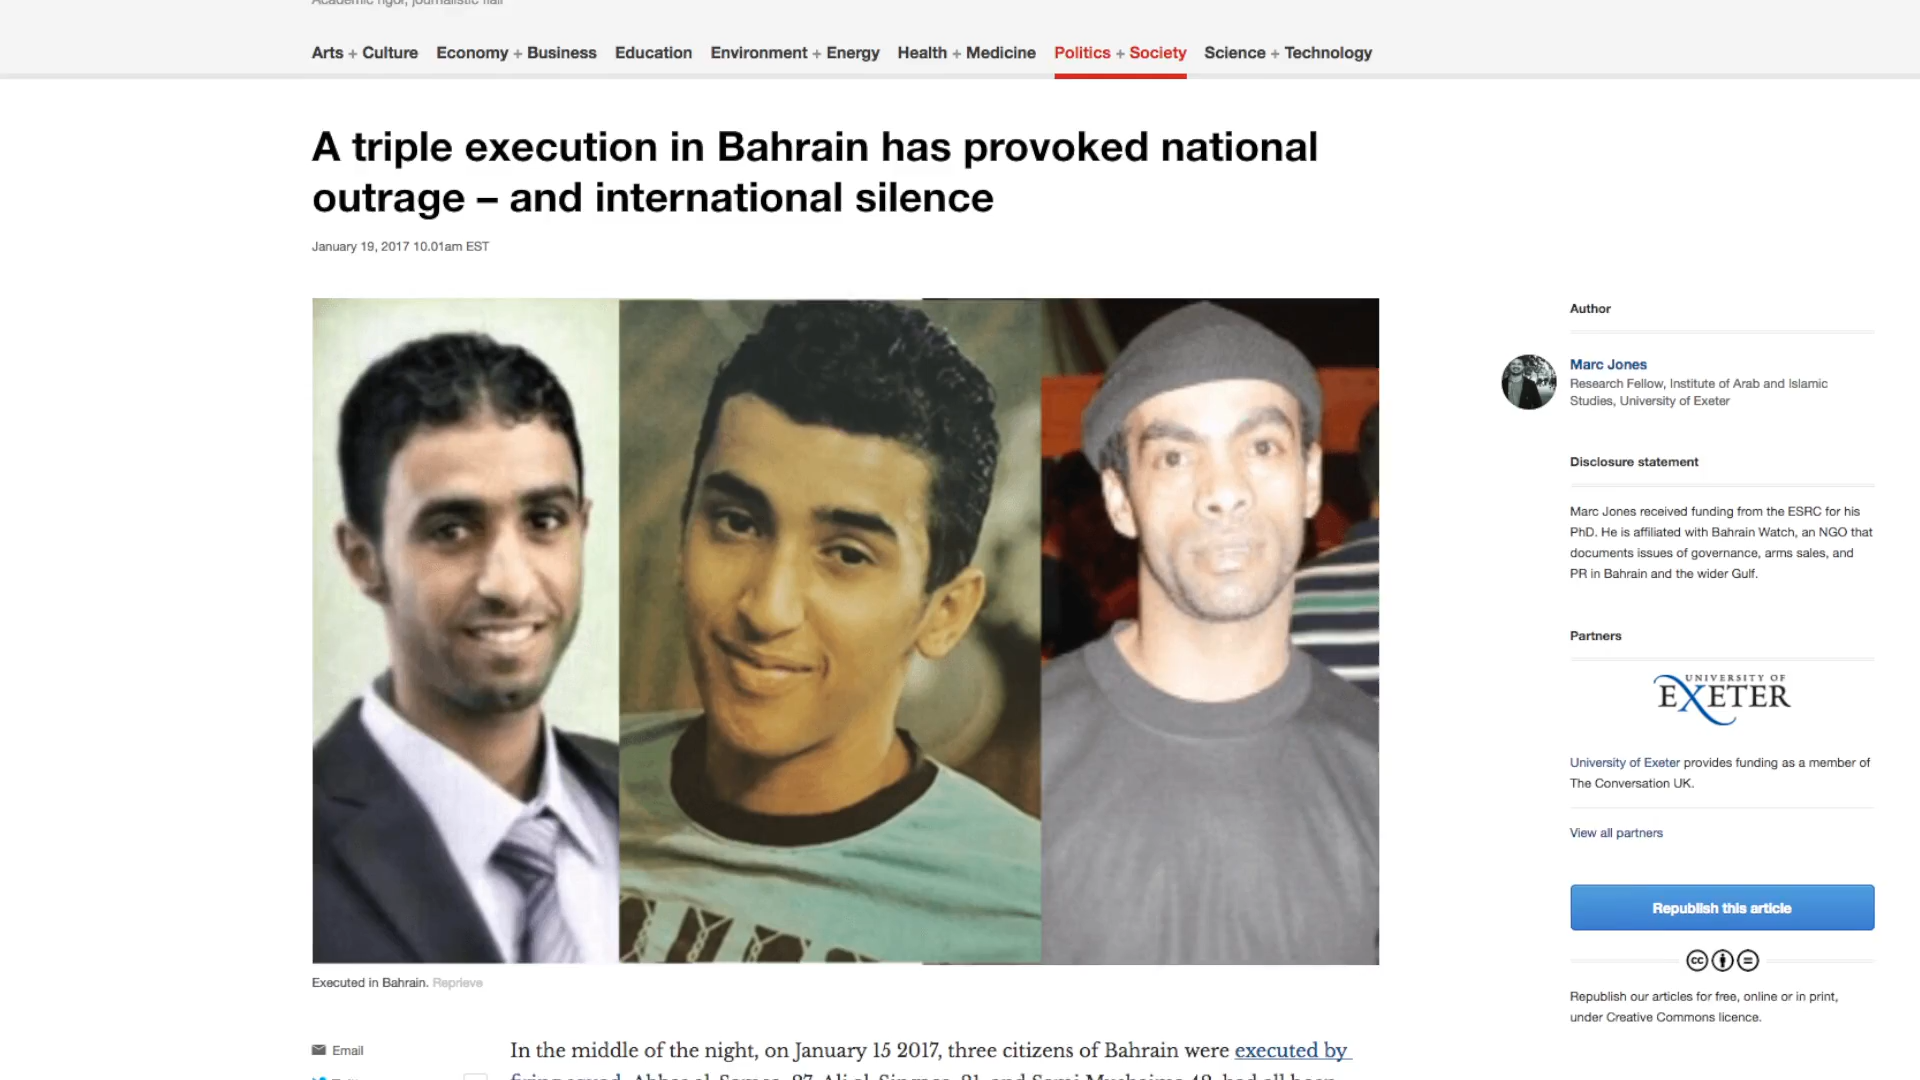 Academic rigor, journalistic flair
Arts + Culture Economy + Business Education Environment + Energy Health + Medicine Politics + Society Science + Technology
A triple execution in Bahrain has provoked national
outrage – and international silence
January 19, 2017 10.01am EST
Executed in Bahrain. Reprieve
Email
In the middle of the night, on January 15 2017, three citizens of Bahrain were executed by
Author
Marc Jones
Research Fellow, Institute of Arab and Islamic
Studies, University of Exeter
Disclosure statement
Marc Jones received funding from the ESRC for his
PhD. He is affiliated with Bahrain Watch, an NGO that
documents issues of governance, arms sales, and
PR in Bahrain and the wider Gulf.
Partners
UNIVERSITY OF
EXETER
University of Exeter provides funding as a member of
The Conversation UK.
View all partners
Republish this article
cc
Republish our articles for free, online or in print,
under Creative Commons licence.